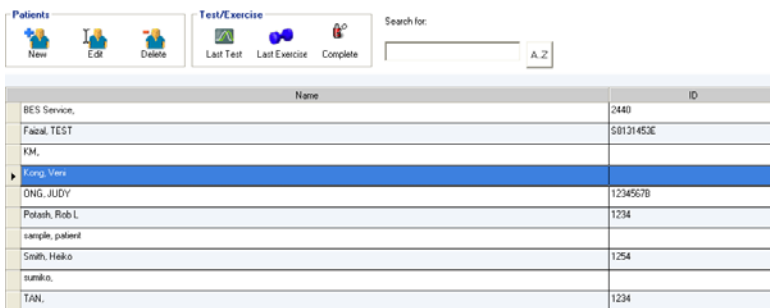 Patients
Test/Exercise
Search for:
New Edit Delete
Last Test Last Exercise Complete
A.Z
Name ID
BES Service, 2440
Faizal, TEST S8131453E
KM,
Kong, Veni
ONG, JUDY 1234567B
Potash, Rob L 1234
sample, patient
Smith, Heiko 1254
sumiko,
TAN, 1234